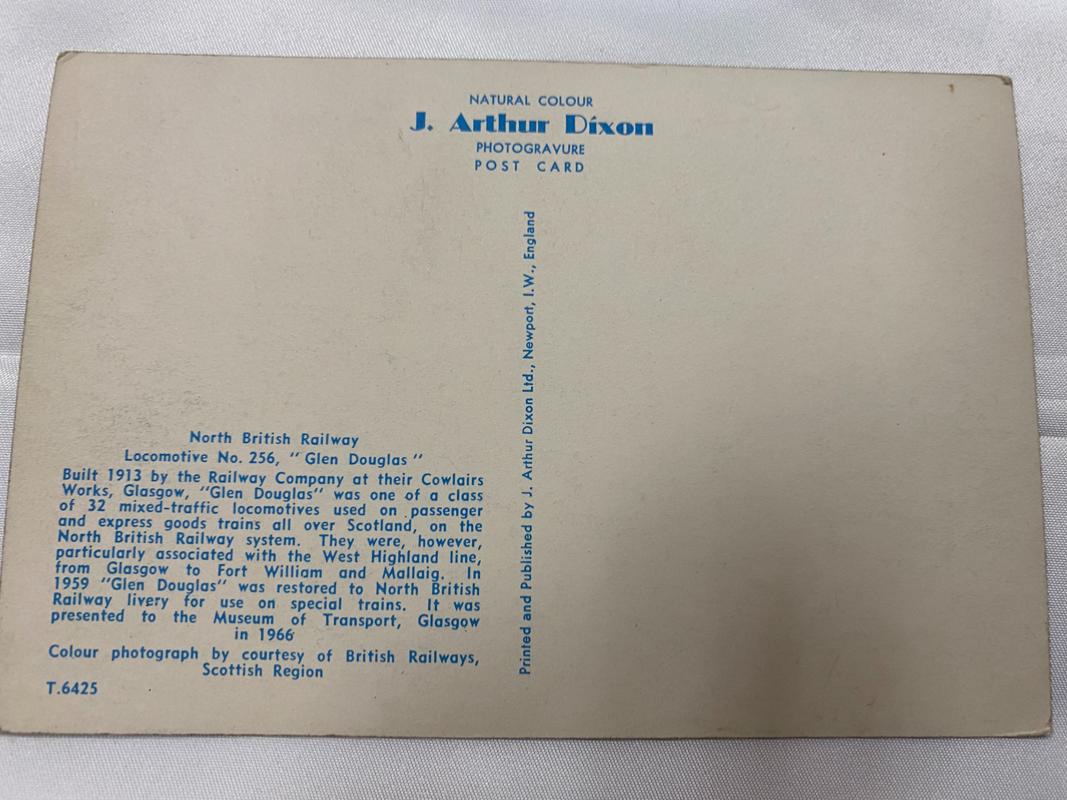 NATURAL COLOUR
J. Arthur Dixon
PHOTOGRAVURE
POST CARD
North British Railway
Locomotive No. 256, "Glen Douglas"
Built 1913 by the Railway Company at their Cowlairs
Works, Glasgow, "Glen Douglas" was one of a class
of 32 mixed-traffic locomotives used on passenger
and express goods trains all over Scotland, on the
North British Railway system. They were, however,
particularly associated with the West Highland line,
from Glasgow to Fort William and Mallaig. In
1959 "Glen Douglas" was restored to North British
Railway livery for use on special trains. It was
presented to the Museum of Transport, Glasgow
in 1966
Colour photograph by courtesy of British Railways,
Scottish Region
T.6425
Printed and Published by J. Arthur Dixon Ltd., Newport, I.W., England